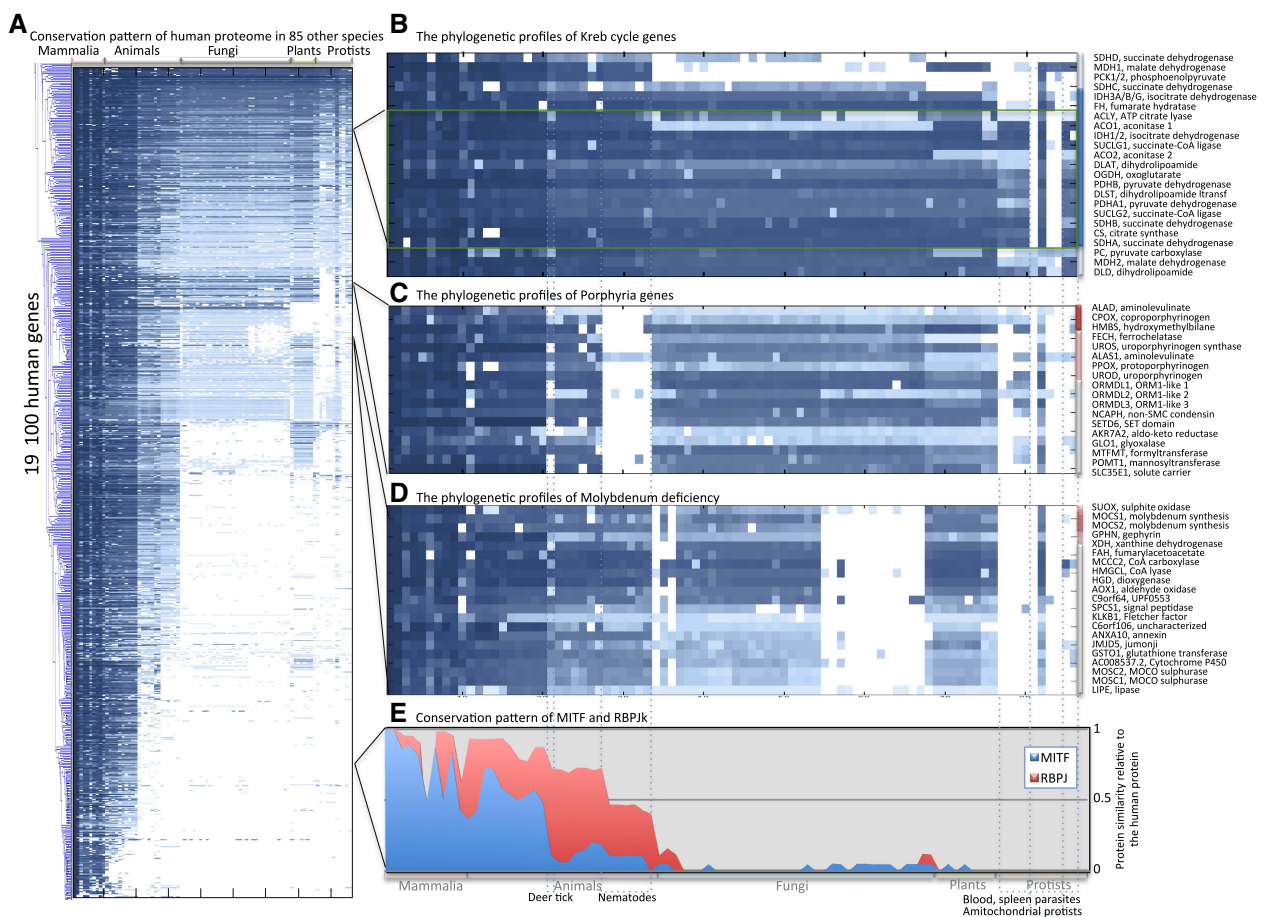 A
Conservation pattern of human proteome in 85 other species
Mammalia Animals Fungi Plants Protists
19 100 human genes
B
The phylogenetic profiles of Kreb cycle genes
SDHD, succinate dehydrogenase
MDH1, malate dehydrogenase
PCK1/2, phosphoenolpyruvate
SDHC, succinate dehydrogenase
IDH3A/B/G, isocitrate dehydrogenase
FH, fumarate hydratase
ACLY, ATP citrate lyase
ACO1, aconitase 1
IDH1/2, isocitrate dehydrogenase
SUCLG1, succinate-CoA ligase
ACO2, aconitase 2
DLAT, dihydrolipoamide
OGDH, oxoglutarate
PDHB, pyruvate dehydrogenase
DLST, dihydrolipoamide ltransf
PDHA1, pyruvate dehydrogenase
SUCLG2, succinate-CoA ligase
SDHB, succinate dehydrogenase
CS, citrate synthase
SDHA, succinate dehydrogenase
PC, pyruvate carboxylase
MDH2, malate dehydrogenase
DLD, dihydrolipoamide
C
The phylogenetic profiles of Porphyria genes
ALAD, aminolevulinate
CPOX, coproporphyrinogen
HMBS, hydroxymethylbilane
FECH, ferrochelatase
UROS, uroporphyrinogen synthase
ALAS1, aminolevulinate
PPOX, protoporphyrinogen
UROD, uroporphyrinogen
ORMDL1, ORM1-like 1
ORMDL2, ORM1-like 2
ORMDL3, ORM1-like 3
NCAPH, non-SMC condensin
SETD6, SET domain
AKR7A2, aldo-keto reductase
GLO1, glyoxalase
MTFMT, formyltransferase
POMT1, mannosyltransferase
SLC35E1, solute carrier
D
The phylogenetic profiles of Molybdenum deficiency
SUOX, sulphite oxidase
MOCS1, molybdenum synthesis
MOCS2, molybdenum synthesis
GPHN, gephyrin
XDH, xanthine dehydrogenase
FAH, fumarylacetoacetate
MCCC2, CoA carboxylase
HMGCL, CoA lyase
HGD, dioxygenase
AOX1, aldehyde oxidase
C9orf64, UPF0553
SPCS1, signal peptidase
KLKB1, Fletcher factor
C6orf106, uncharacterized
ANXA10, annexin
JMJD5, jumonji
GSTO1, glutathione transferase
AC008537.2, Cytochrome P450
MOSC2, MOCO sulphurase
MOSC1, MOCO sulphurase
LIPE, lipase
E
Conservation pattern of MITF and RBPJk
MITF
RBPJ
1
0.5
0
Protein similarity relative to
the human protein
Mammalia Animals Fungi Plants Protists
Deer tick Nematodes
Blood, spleen parasites
Amitochondrial protists